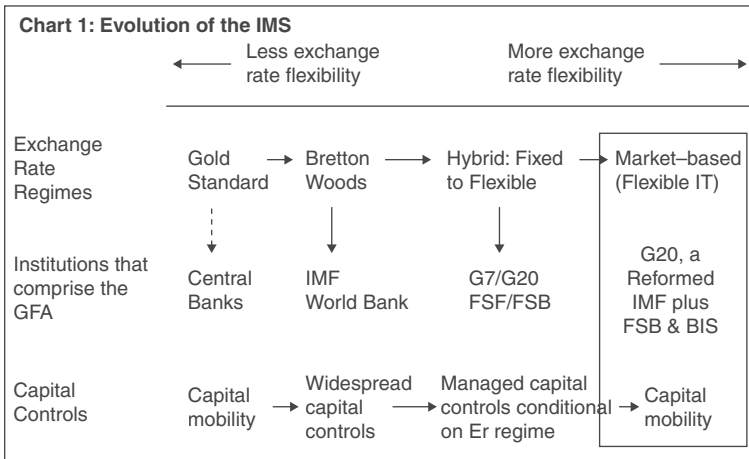 Chart 1: Evolution of the IMS
Less exchange
rate flexibility
More exchange
rate flexibility
Exchange
Rate
Regimes
Gold
Standard
Bretton
Woods
Hybrid: Fixed
to Flexible
Market–based
(Flexible IT)
Institutions that
comprise the
GFA
Central
Banks
IMF
World Bank
G7/G20
FSF/FSB
G20, a
Reformed
IMF plus
FSB & BIS
Capital
Controls
Capital
mobility
Widespread
capital
controls
Managed capital
controls conditional
on Er regime
Capital
mobility